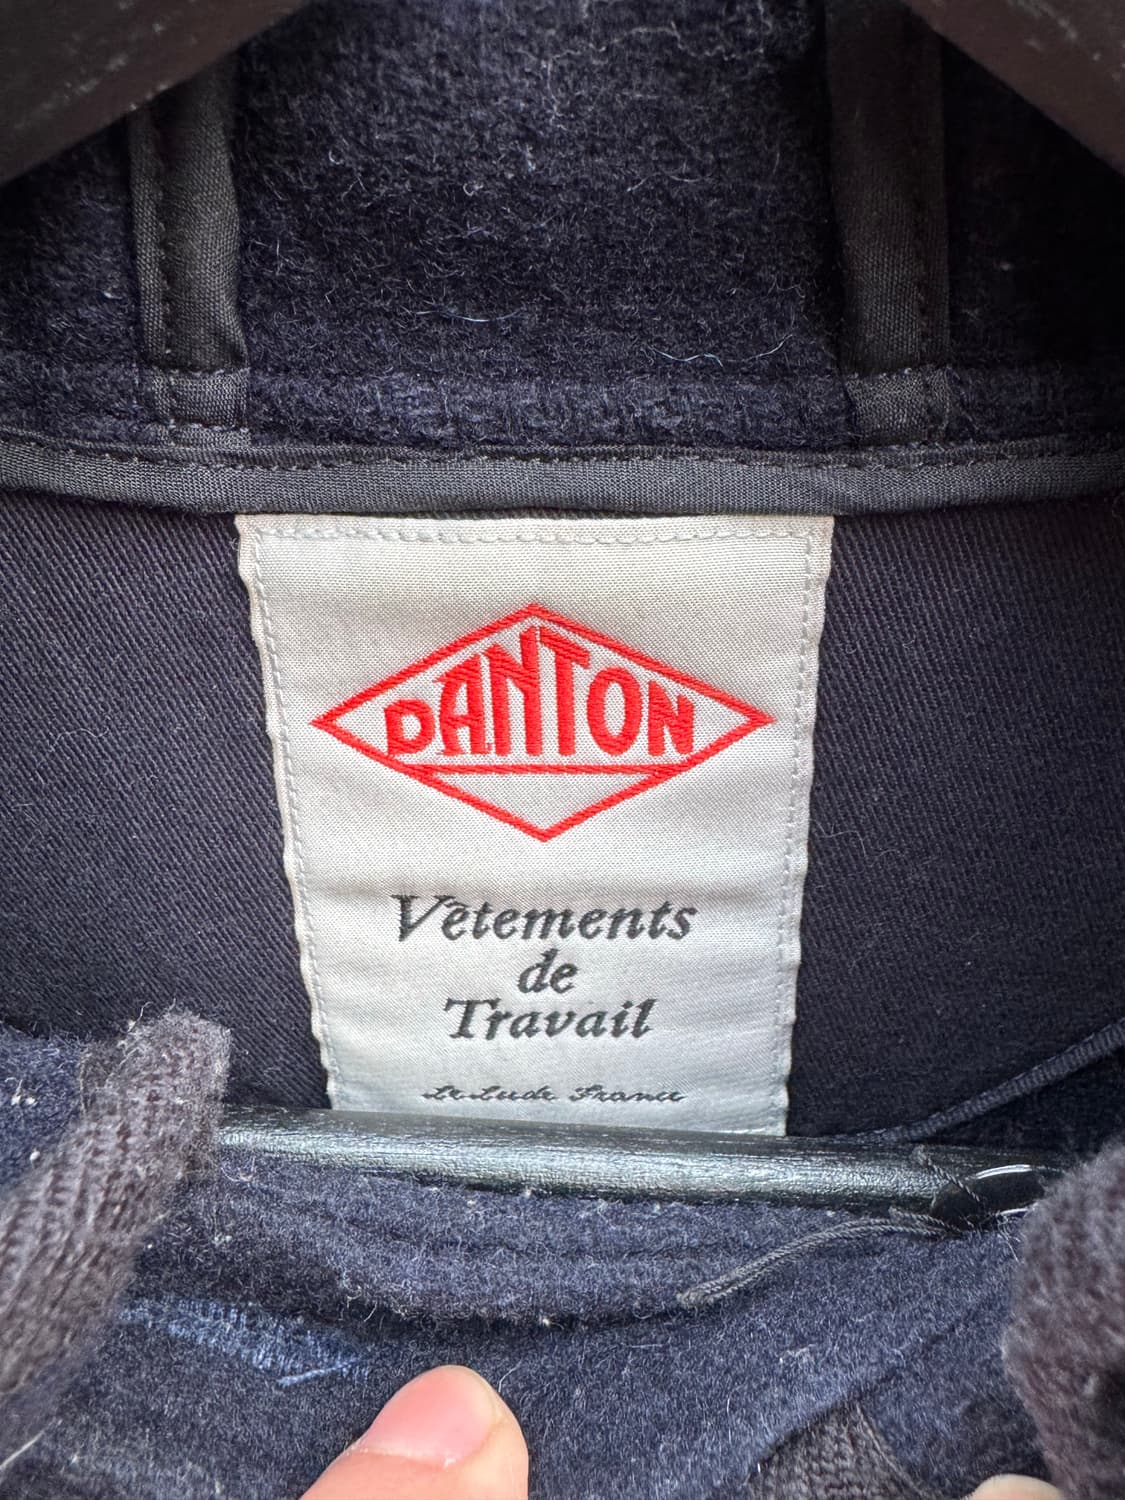 DANTON
Vêtements
de
Travail
Le Lude France